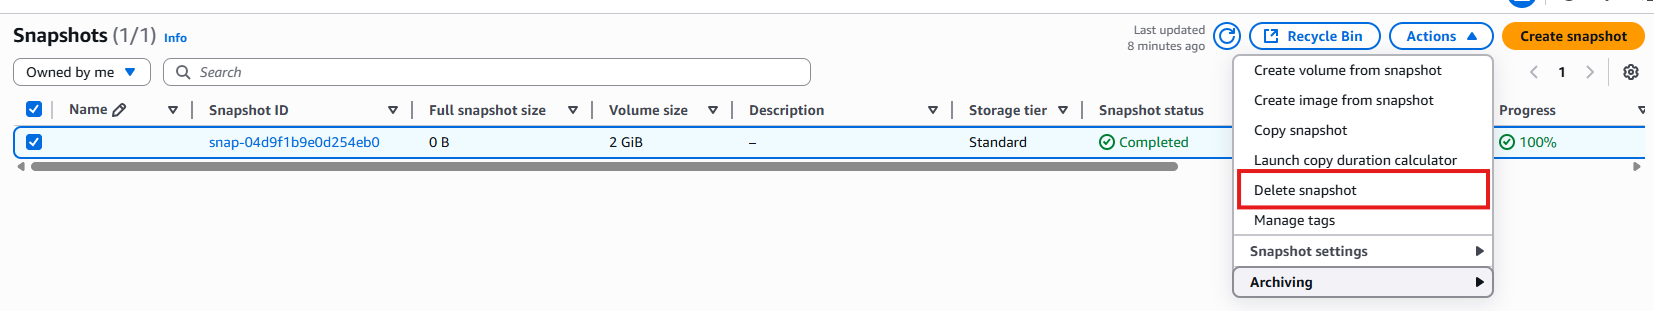 Snapshots (1/1) Info
Last updated
8 minutes ago
Recycle Bin
Actions
Create snapshot
Owned by me
Search
1
Name
Snapshot ID
Full snapshot size
Volume size
Description
Storage tier
Snapshot status
Progress
snap-04d9f1b9e0d254eb0
0 B
2 GiB
–
Standard
Completed
100%
Create volume from snapshot
Create image from snapshot
Copy snapshot
Launch copy duration calculator
Delete snapshot
Manage tags
Snapshot settings
Archiving